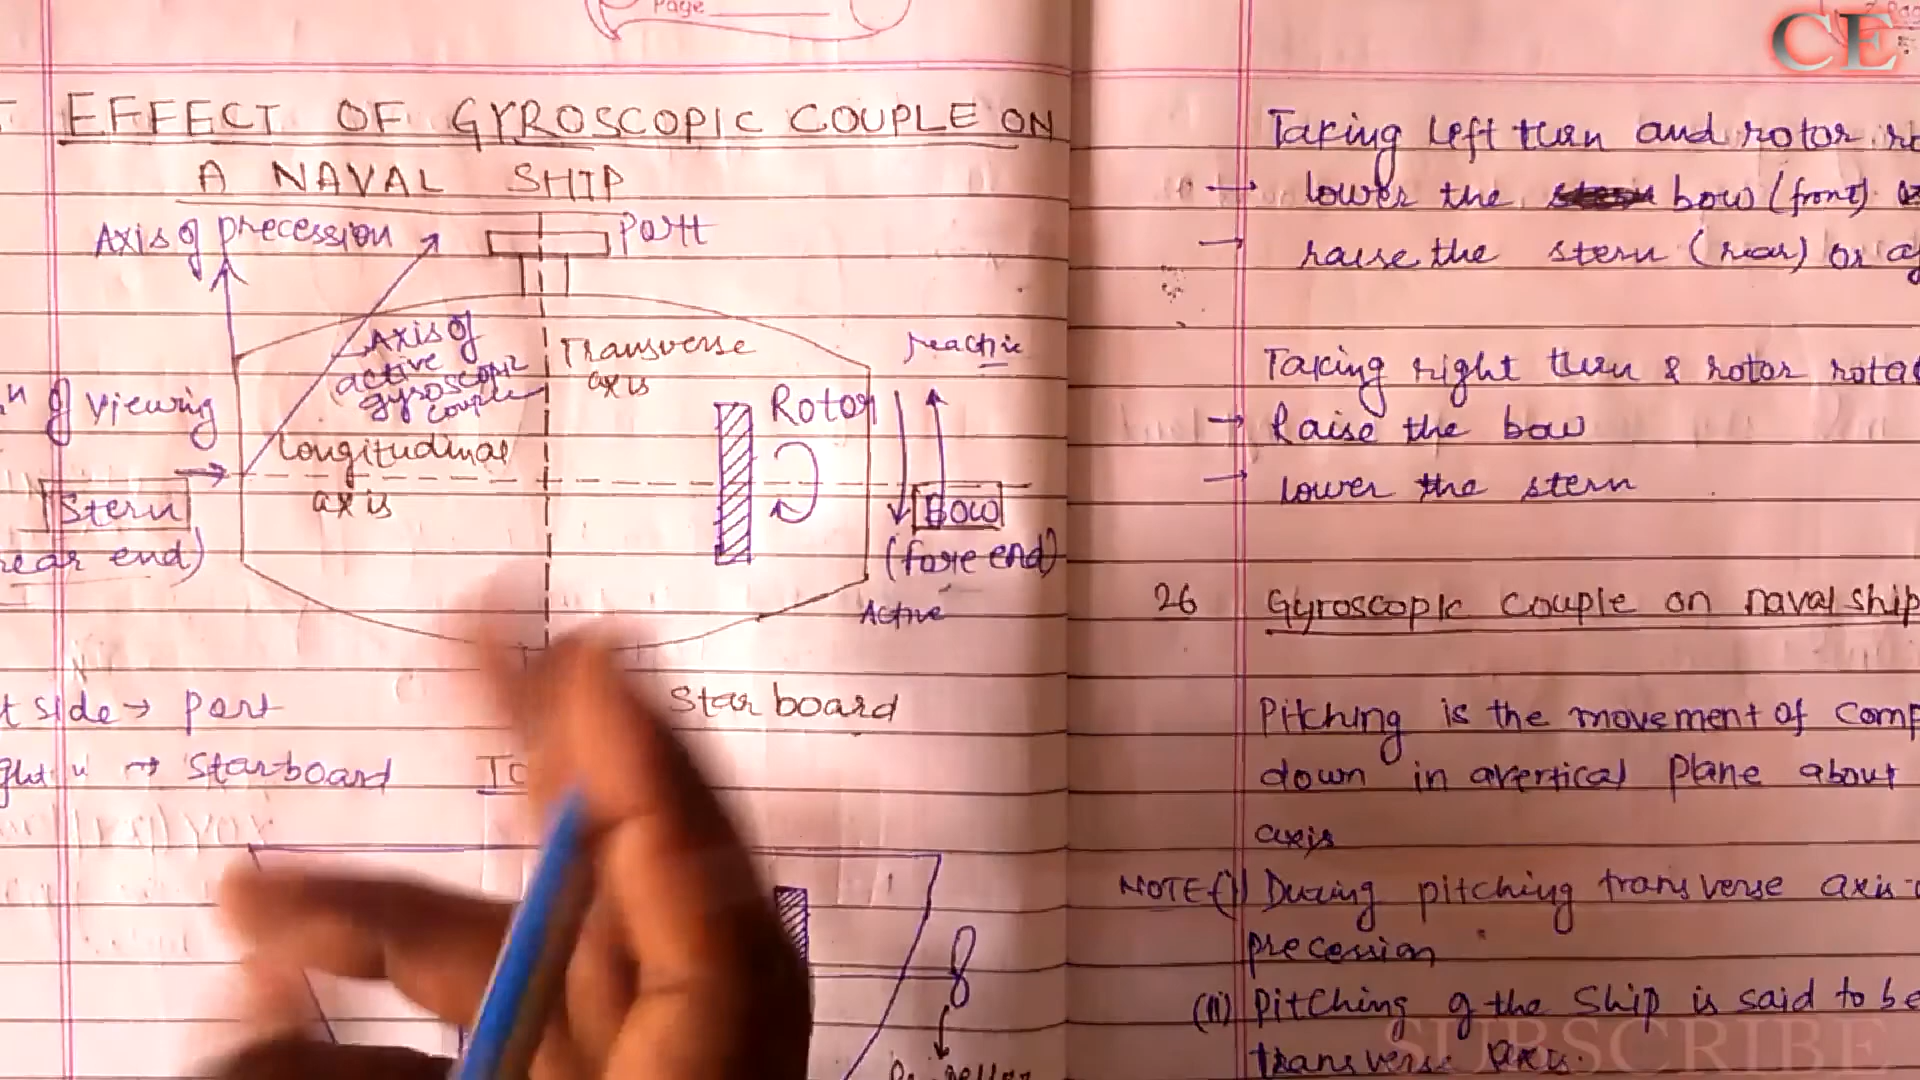 Page
CE
EFFECT OF GYROSCOPIC COUPLE ON
A NAVAL SHIP
Axis of precession
Portt
Axis of
active
gyroscopic
couple
Transverse
axis
reactive
of viewing
Rotor
Longitudinal
axis
Stern
Bow
rear end)
(fore end)
Active
Star board
t side → port
ght " → Starboard
Taking left turn and rotor
→ lower the bow (front)
→ raise the stern (rear) or
Taking right turn & rotor
→ Raise the bow
→ lower the stern
26 Gyroscopic couple on naval ship
Pitching is the movement of
down in a vertical plane about
axis
NOTE (i) During pitching transverse axis
precession
(ii) Pitching of the ship is said to be
transverse axis.
SUBSCRIBE